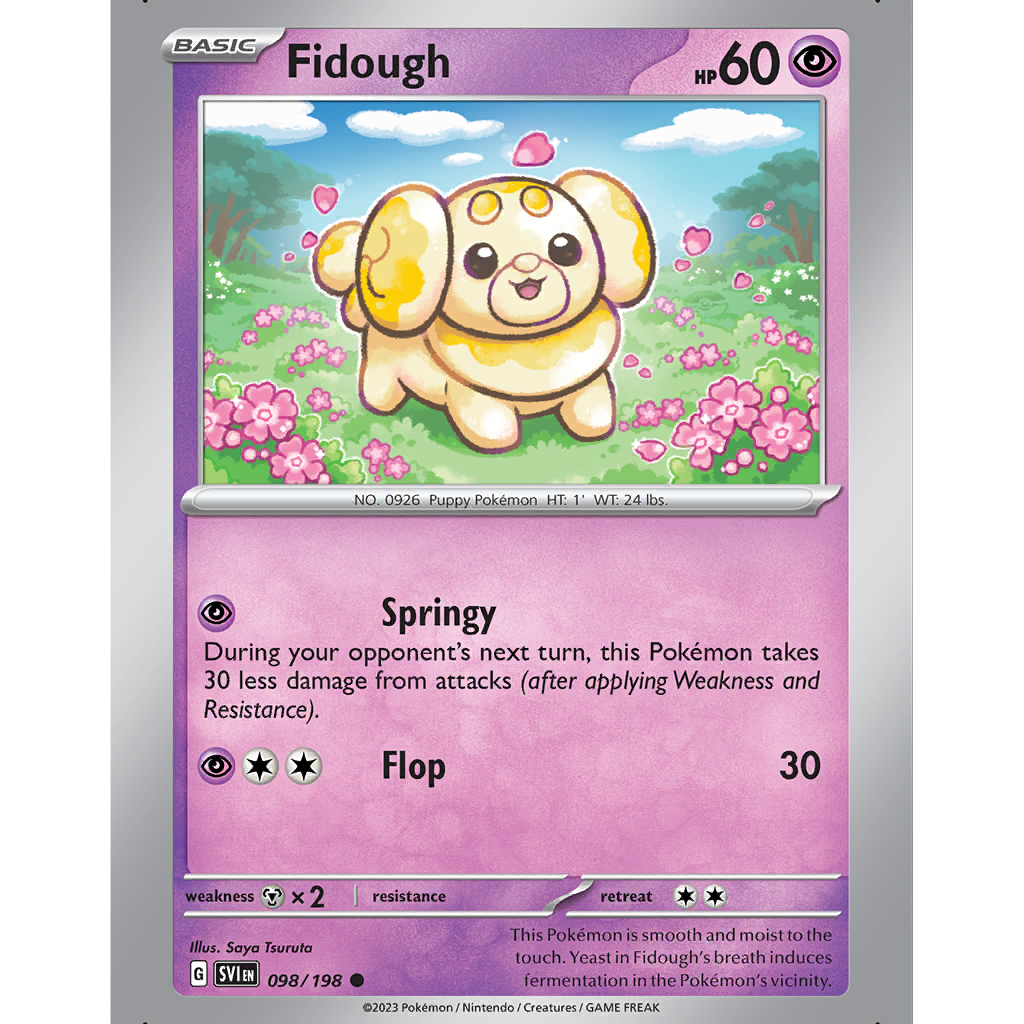 BASIC Fidough HP60
NO. 0926 Puppy Pokémon HT: 1' WT: 24 lbs.
Springy
During your opponent's next turn, this Pokémon takes
30 less damage from attacks (after applying Weakness and
Resistance).
Flop 30
weakness ×2 resistance retreat
Illus. Saya Tsuruta
G SVI EN 098/198
This Pokémon is smooth and moist to the
touch. Yeast in Fidough's breath induces
fermentation in the Pokémon's vicinity.
©2023 Pokémon / Nintendo / Creatures / GAME FREAK